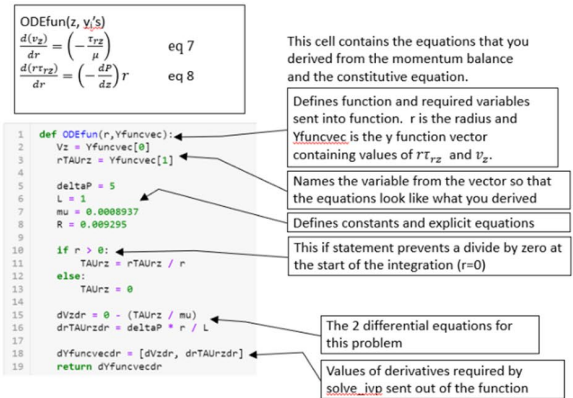 ODEfun(z, yᵢ's)
d(v_z)/dr = (− τ_rz/μ) eq 7
d(rτ_rz)/dr = (− dP/dz) r eq 8
This cell contains the equations that you
derived from the momentum balance
and the constitutive equation.
1 def ODEfun(r,Yfuncvec):
2 Vz = Yfuncvec[0]
3 rTAUrz = Yfuncvec[1]
4
5 deltaP = 5
6 L = 1
7 mu = 0.0008937
8 R = 0.009295
9
10 if r > 0:
11 TAUrz = rTAUrz / r
12 else:
13 TAUrz = 0
14
15 dVzdr = 0 - (TAUrz / mu)
16 drTAUrzdr = deltaP * r / L
17
18 dYfuncvecdr = [dVzdr, drTAUrzdr]
19 return dYfuncvecdr
Defines function and required variables
sent into function. r is the radius and
Yfuncvec is the y function vector
containing values of rτ_rz and v_z.
Names the variable from the vector so that
the equations look like what you derived
Defines constants and explicit equations
This if statement prevents a divide by zero at
the start of the integration (r=0)
The 2 differential equations for
this problem
Values of derivatives required by
solve_ivp sent out of the function